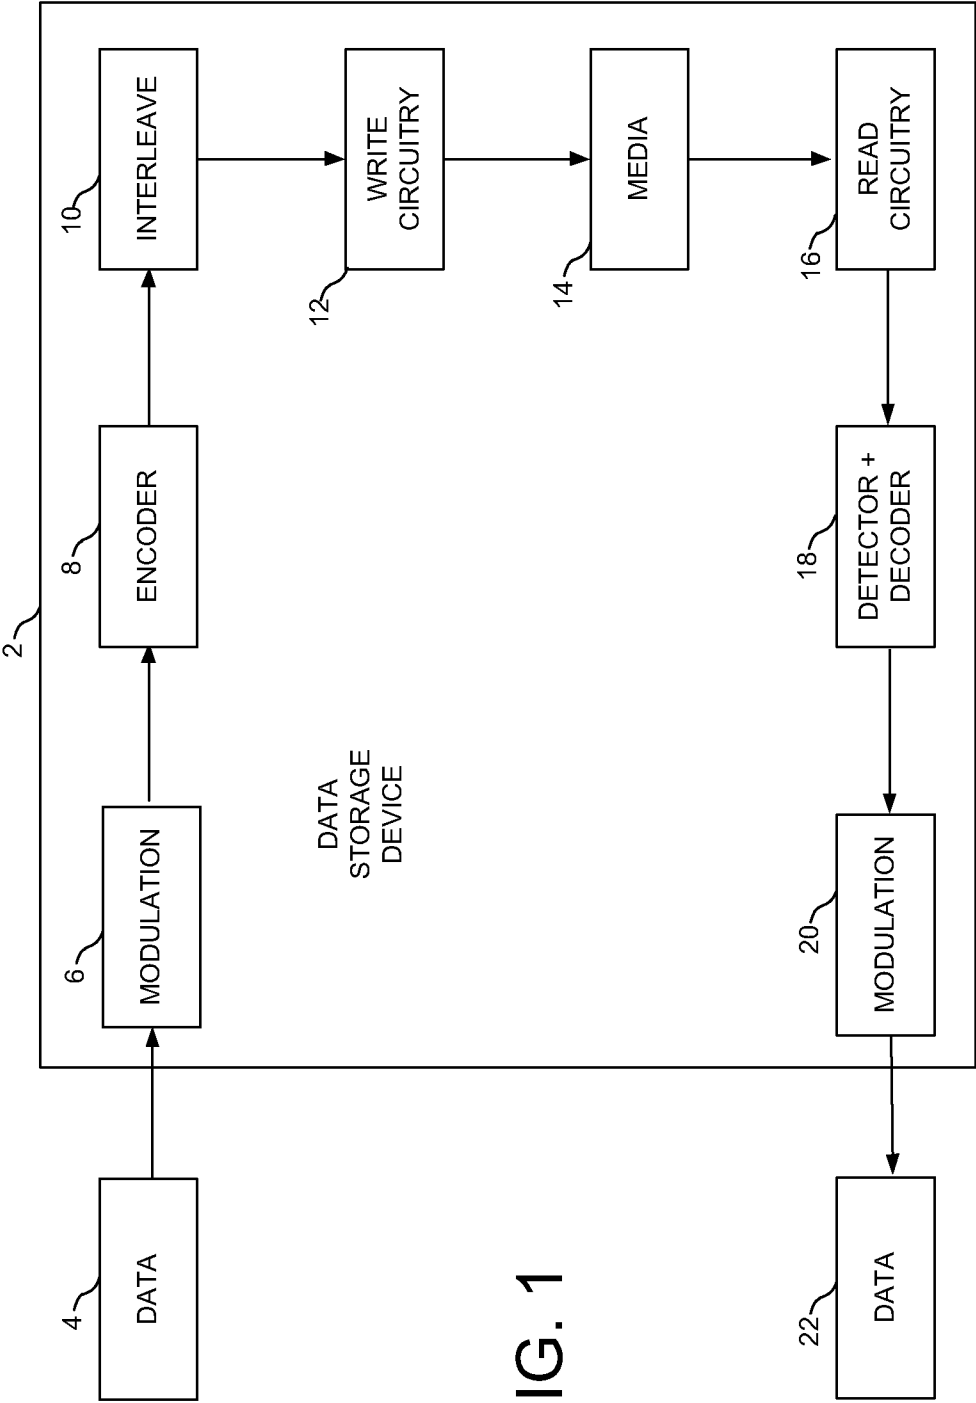 2
4
DATA
6
MODULATION
8
ENCODER
10
INTERLEAVE
12
WRITE
CIRCUITRY
14
MEDIA
16
READ
CIRCUITRY
18
DETECTOR +
DECODER
20
MODULATION
22
DATA
DATA
STORAGE
DEVICE
IG. 1